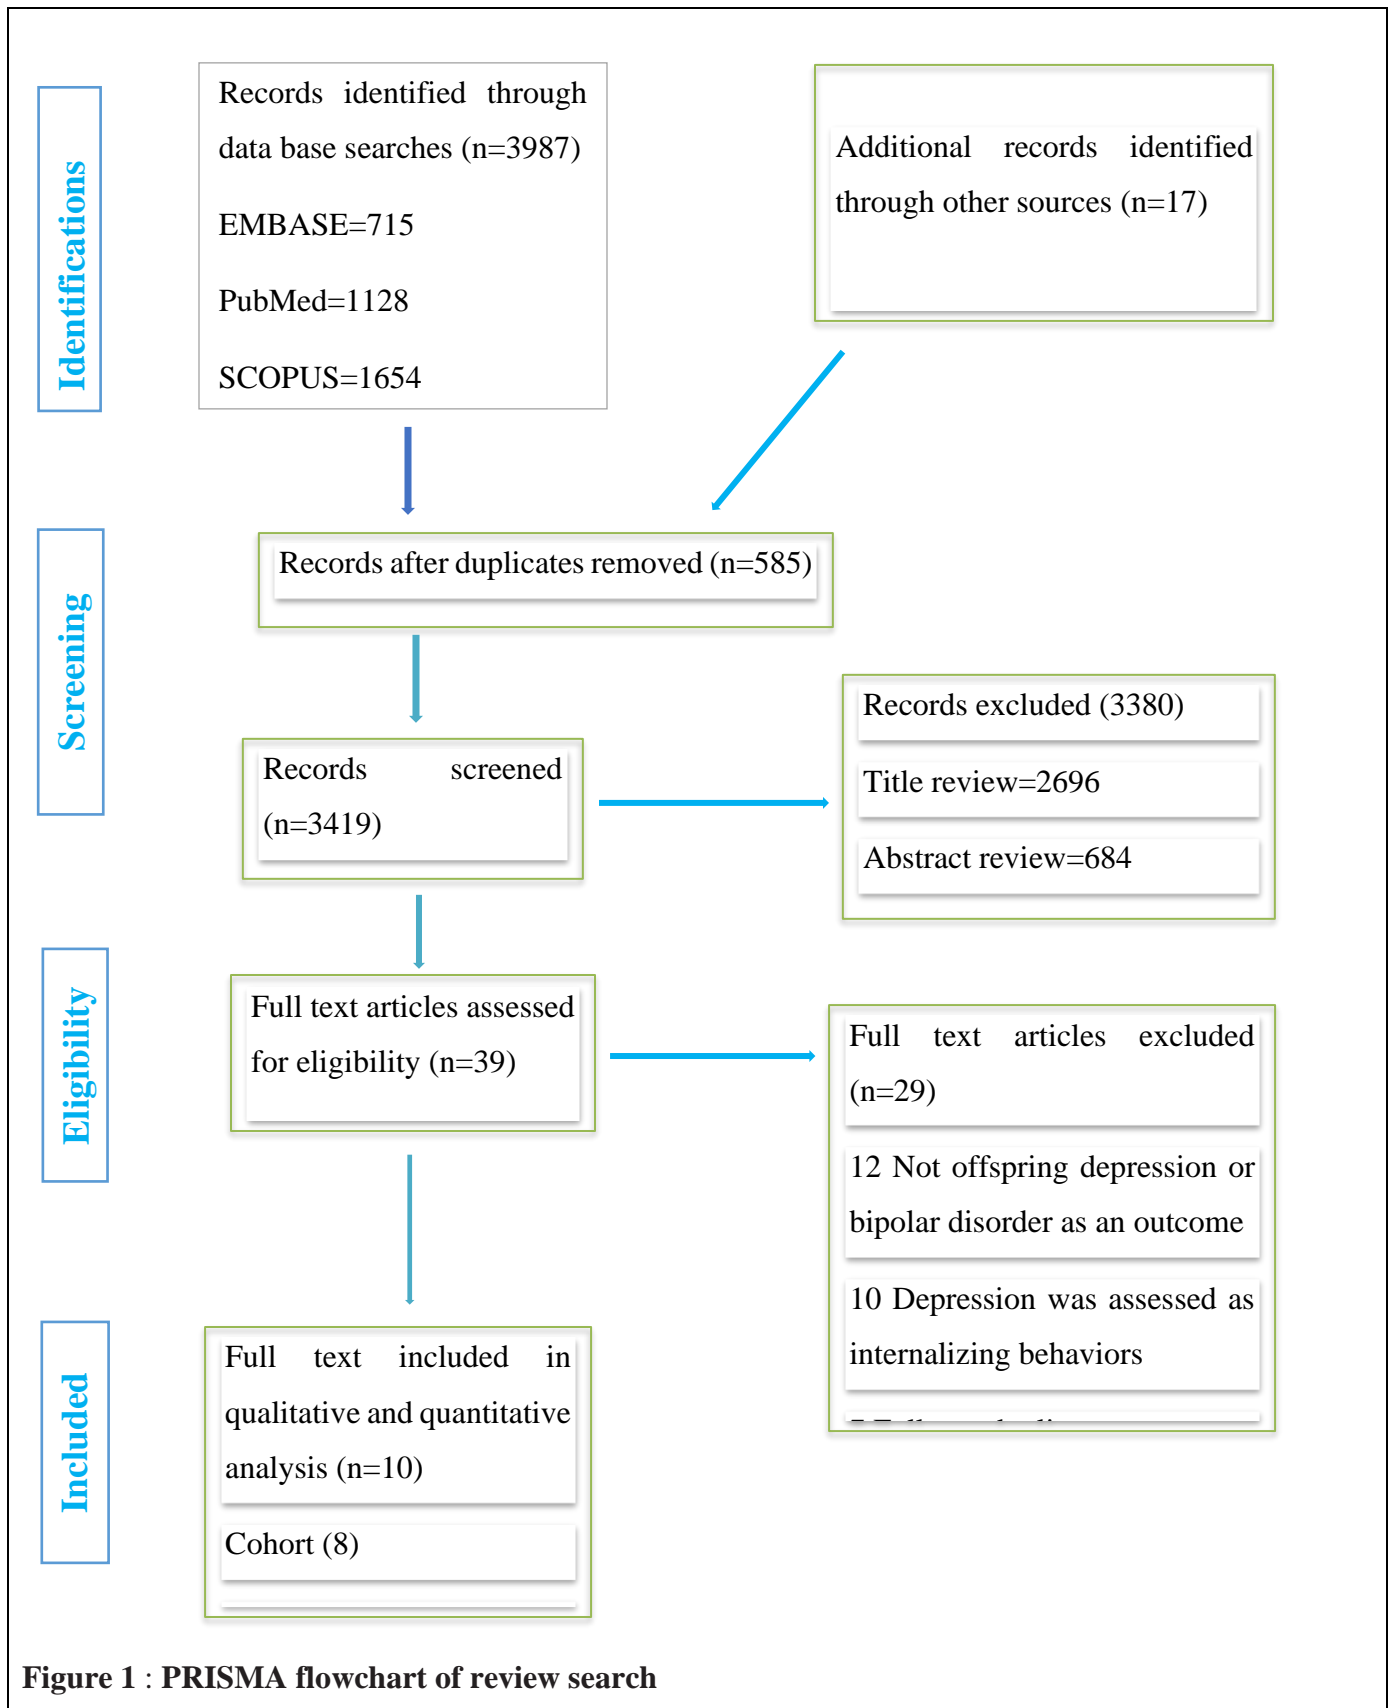 Identifications
Records identified through
data base searches (n=3987)
EMBASE=715
PubMed=1128
SCOPUS=1654
Additional records identified
through other sources (n=17)
Screening
Records after duplicates removed (n=585)
Records screened
(n=3419)
Records excluded (3380)
Title review=2696
Abstract review=684
Eligibility
Full text articles assessed
for eligibility (n=39)
Full text articles excluded
(n=29)
12 Not offspring depression or
bipolar disorder as an outcome
10 Depression was assessed as
internalizing behaviors
Included
Full text included in
qualitative and quantitative
analysis (n=10)
Cohort (8)
Figure 1 : PRISMA flowchart of review search